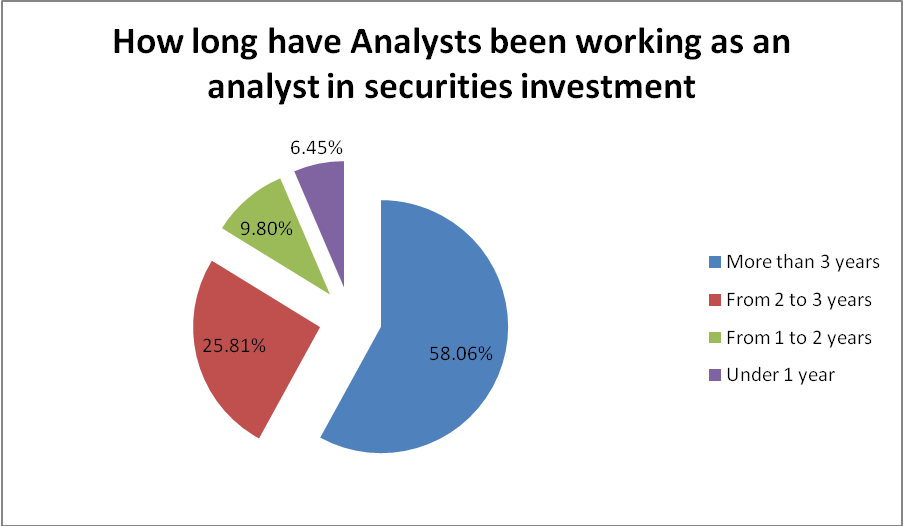 How long have Analysts been working as an
analyst in securities investment
6.45%
9.80%
25.81%
58.06%
More than 3 years
From 2 to 3 years
From 1 to 2 years
Under 1 year